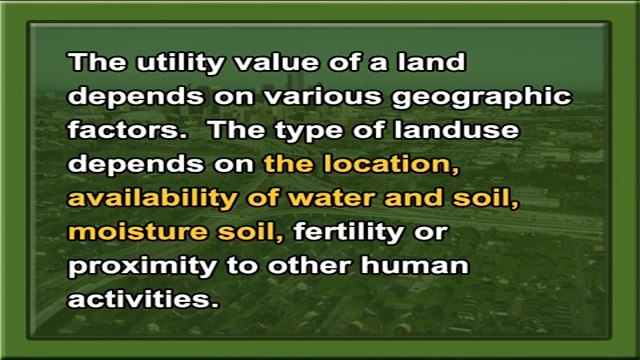 The utility value of a land
depends on various geographic
factors. The type of landuse
depends on the location,
availability of water and soil,
moisture soil, fertility or
proximity to other human
activities.